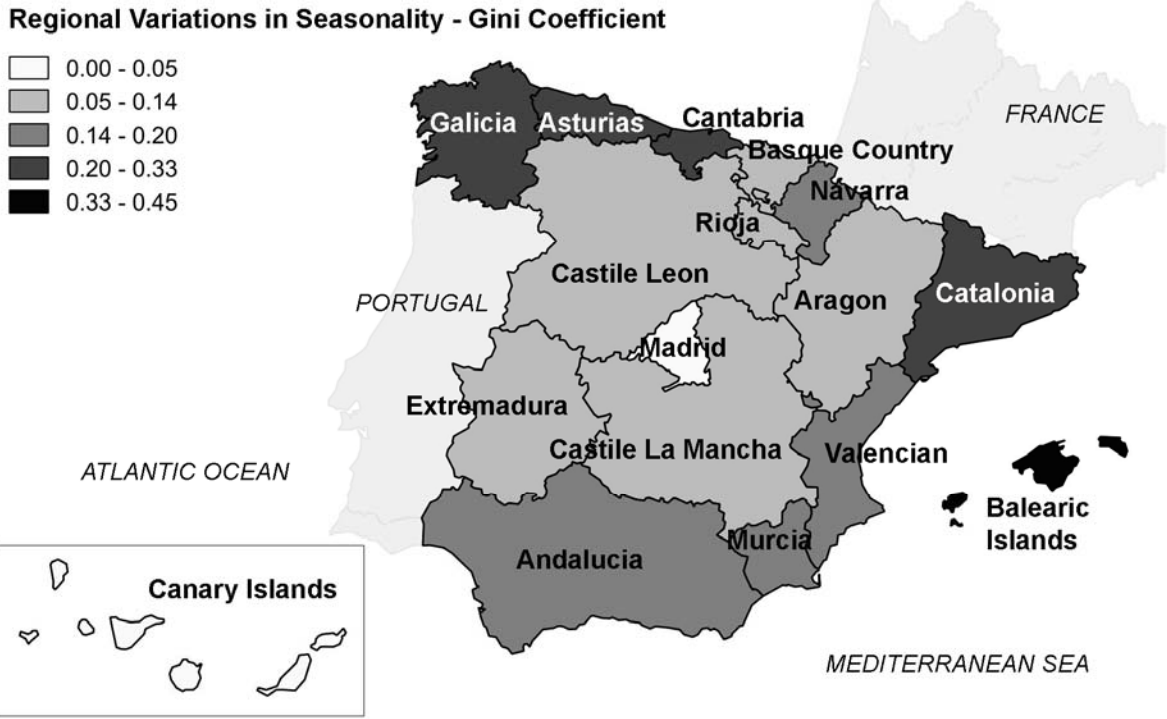 Regional Variations in Seasonality - Gini Coefficient
0.00 - 0.05
0.05 - 0.14
0.14 - 0.20
0.20 - 0.33
0.33 - 0.45
FRANCE
Galicia
Asturias
Cantabria
Basque Country
Navarra
Rioja
Castile Leon
PORTUGAL
Aragon
Catalonia
Madrid
Extremadura
Castile La Mancha
Valencian
ATLANTIC OCEAN
Balearic
Islands
Murcia
Andalucia
Canary Islands
MEDITERRANEAN SEA